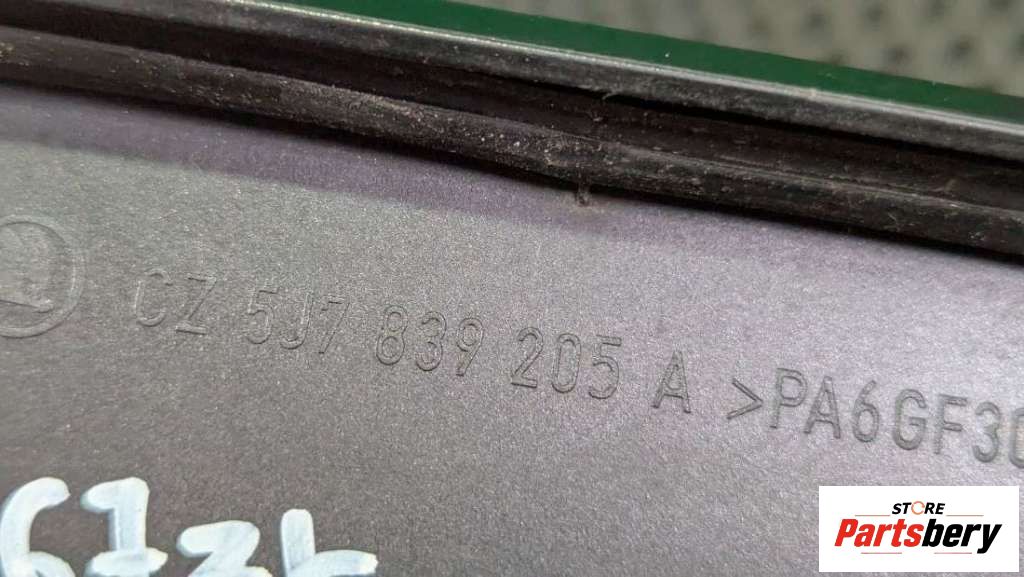 CZ 5J7 839 205 A >PA6GF30
STORE
Partsbery